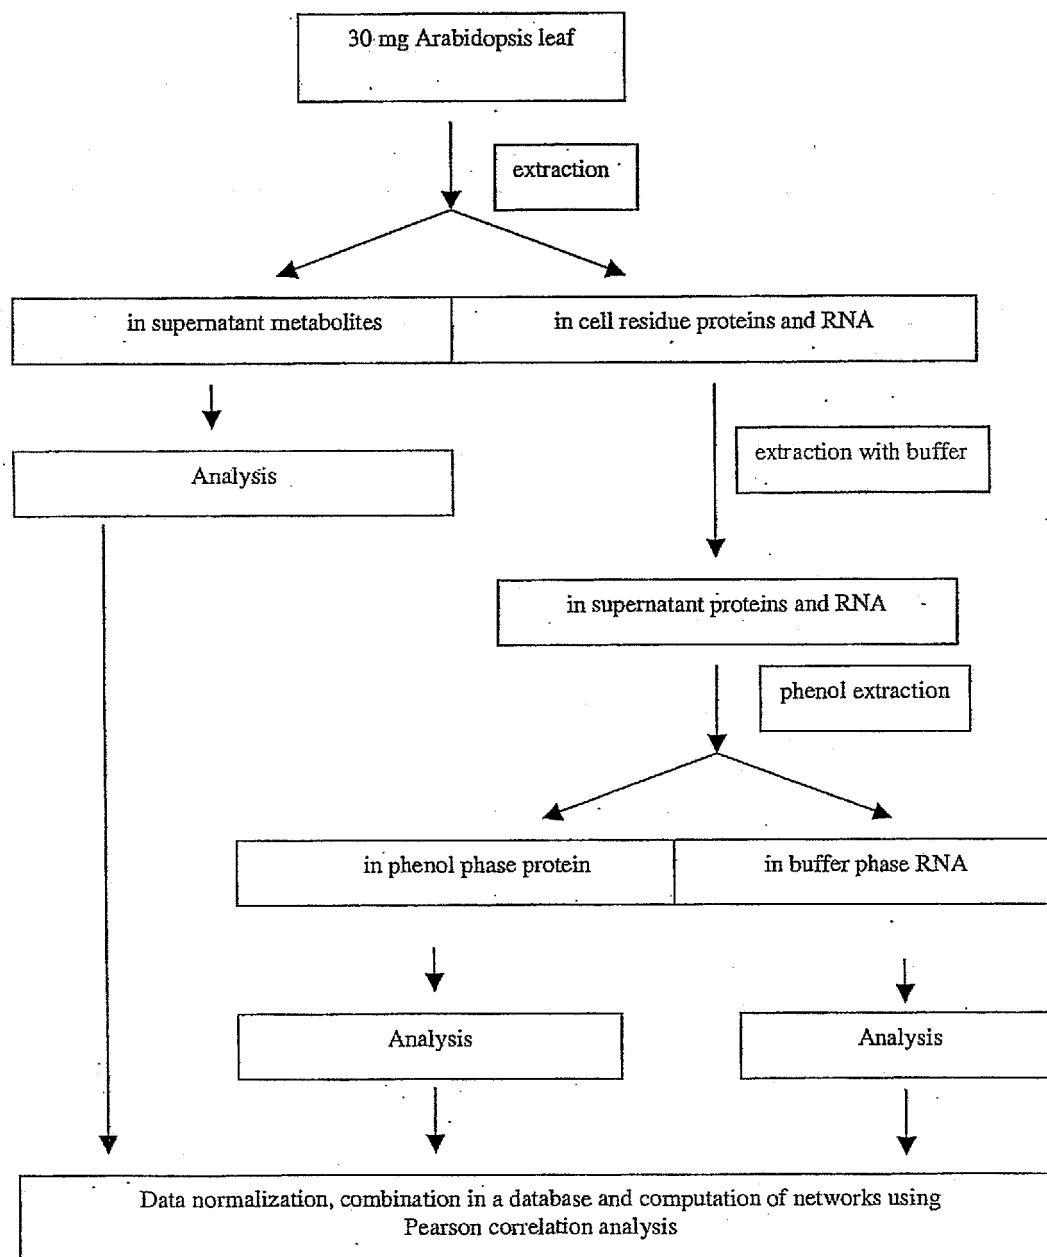 30 mg Arabidopsis leaf
extraction
in supernatant metabolites
in cell residue proteins and RNA
Analysis
extraction with buffer
in supernatant proteins and RNA
phenol extraction
in phenol phase protein
in buffer phase RNA
Analysis
Analysis
Data normalization, combination in a database and computation of networks using
Pearson correlation analysis